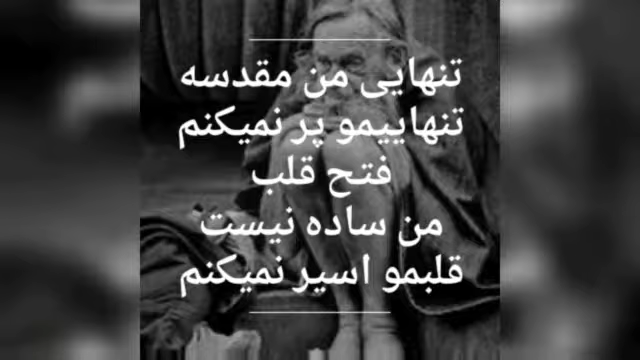 تنهایی من مقدسه
تنهاییمو پر نمیکنم
فتح قلب
من ساده نیست
قلبمو اسیر نمیکنم